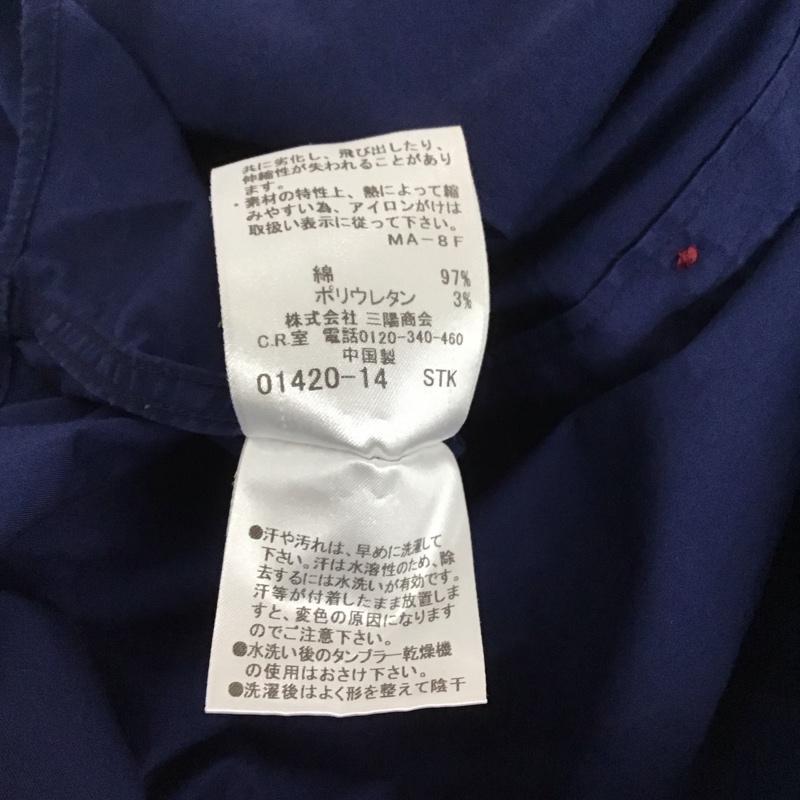 共に劣化し、飛び出したり、
伸縮性が失われることがあり
ます。
・素材の特性上、熱によって縮
みやすい為、アイロンがけは
取扱い表示に従って下さい。
MA-8F
綿 97%
ポリウレタン 3%
株式会社 三陽商会
C.R.室 電話0120-340-460
中国製
01420-14 STK
●汗や汚れは、早めに洗濯して
下さい。汗は水溶性のため、除
去するには水洗いが有効です。
汗等が付着したまま放置しま
すと、変色の原因になります
のでご注意下さい。
●水洗い後のタンブラー乾燥機
の使用はおさけ下さい。
●洗濯後はよく形を整えて陰干